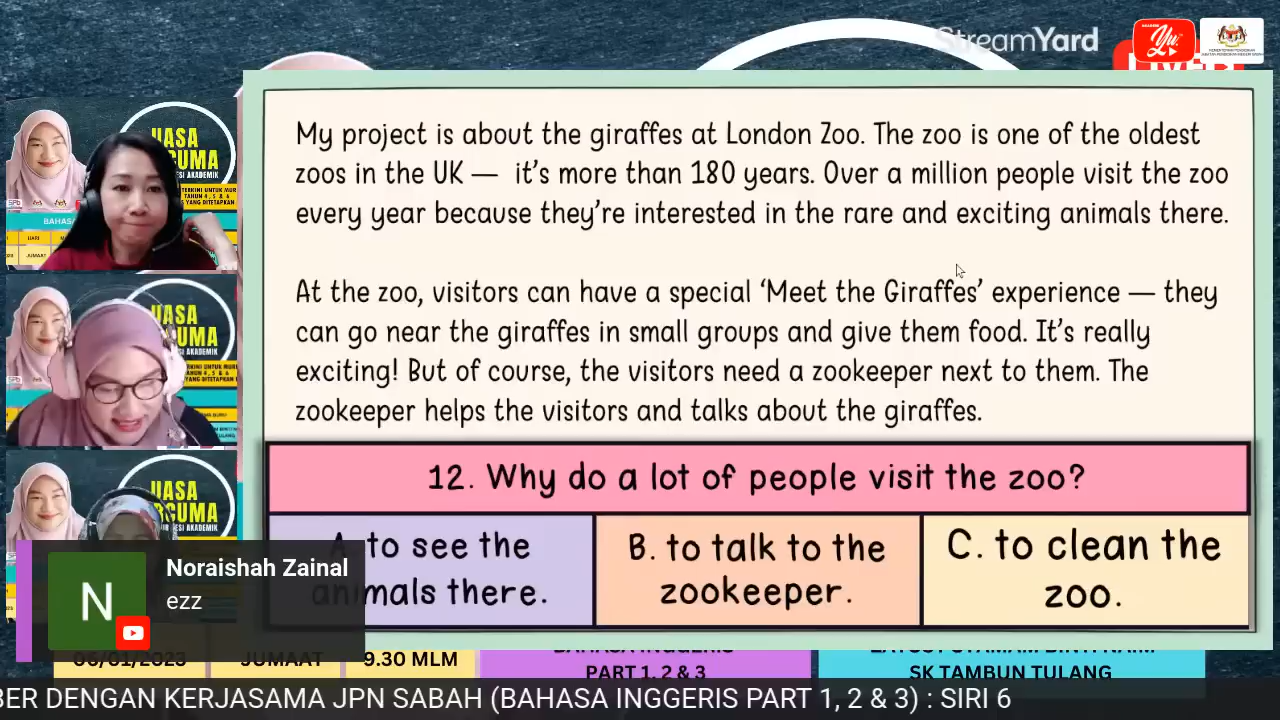 StreamYard
My project is about the giraffes at London Zoo. The zoo is one of the oldest
zoos in the UK — it's more than 180 years. Over a million people visit the zoo
every year because they're interested in the rare and exciting animals there.
At the zoo, visitors can have a special 'Meet the Giraffes' experience — they
can go near the giraffes in small groups and give them food. It's really
exciting! But of course, the visitors need a zookeeper next to them. The
zookeeper helps the visitors and talks about the giraffes.
12. Why do a lot of people visit the zoo?
A. to see the
animals there.
B. to talk to the
zookeeper.
C. to clean the
zoo.
Noraishah Zainal
ezz
N
06/01/2023
JUMAAT
9.30 MLM
PART 1, 2 & 3
SK TAMBUN TULANG
BER DENGAN KERJASAMA JPN SABAH (BAHASA INGGERIS PART 1, 2 & 3) : SIRI 6